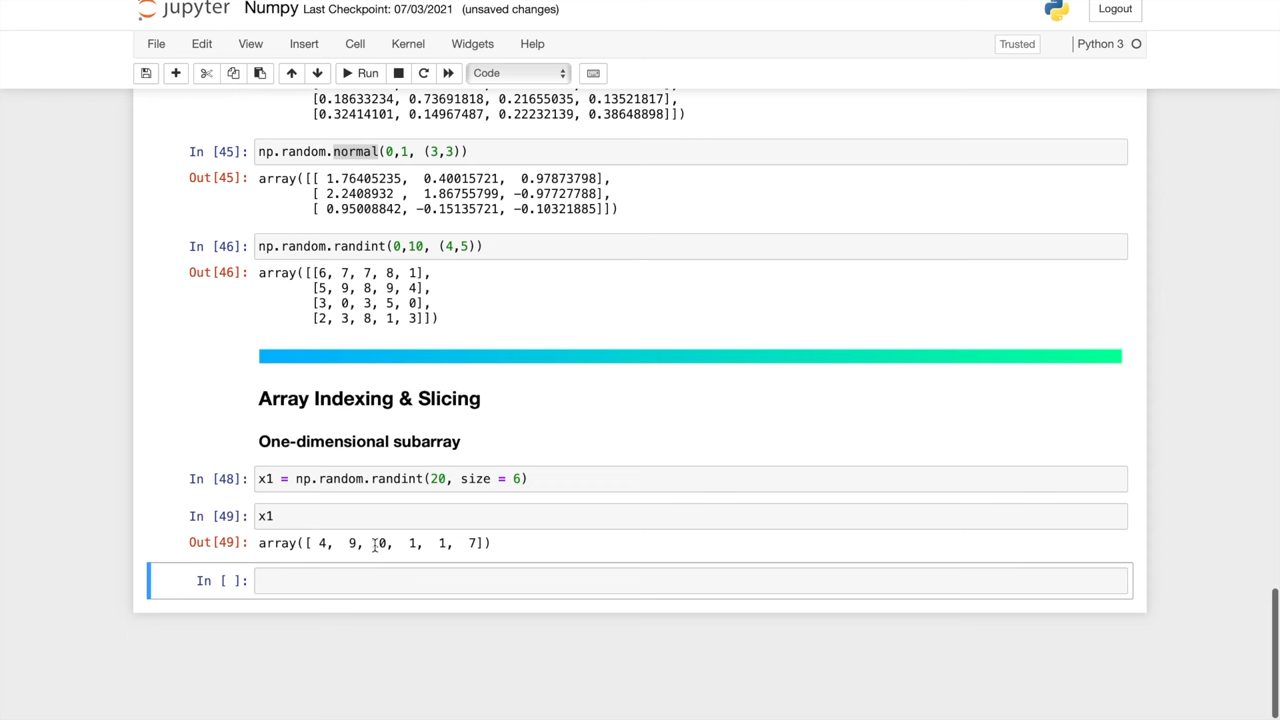 jupyter Numpy Last Checkpoint: 07/03/2021 (unsaved changes) Logout
File Edit View Insert Cell Kernel Widgets Help Trusted Python 3
Run Code
[0.18633234, 0.73691818, 0.21655035, 0.13521817],
[0.32414101, 0.14967487, 0.22232139, 0.38648898]])
In [45]: np.random.normal(0,1, (3,3))
Out[45]: array([[ 1.76405235, 0.40015721, 0.97873798],
[ 2.2408932 , 1.86755799, -0.97727788],
[ 0.95008842, -0.15135721, -0.10321885]])
In [46]: np.random.randint(0,10, (4,5))
Out[46]: array([[6, 7, 7, 8, 1],
[5, 9, 8, 9, 4],
[3, 0, 3, 5, 0],
[2, 3, 8, 1, 3]])
Array Indexing & Slicing
One-dimensional subarray
In [48]: x1 = np.random.randint(20, size = 6)
In [49]: x1
Out[49]: array([ 4, 9, 10, 1, 1, 7])
In [ ]: